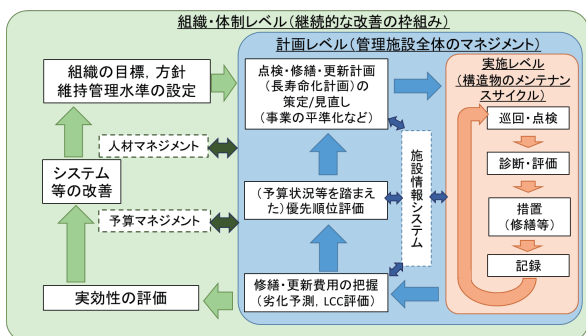 組織・体制レベル(継続的な改善の枠組み)
計画レベル(管理施設全体のマネジメント)
実施レベル
(構造物のメンテナン
スサイクル)
組織の目標，方針
維持管理水準の設定
点検・修繕・更新計画
(長寿命化計画)の
策定/見直し
(事業の平準化など)
巡回・点検
人材マネジメント
診断・評価
システム
等の改善
施設情報システム
(予算状況等を踏まえ
た)優先順位評価
措置
(修繕等)
予算マネジメント
記録
実効性の評価
修繕・更新費用の把握
(劣化予測，LCC評価)